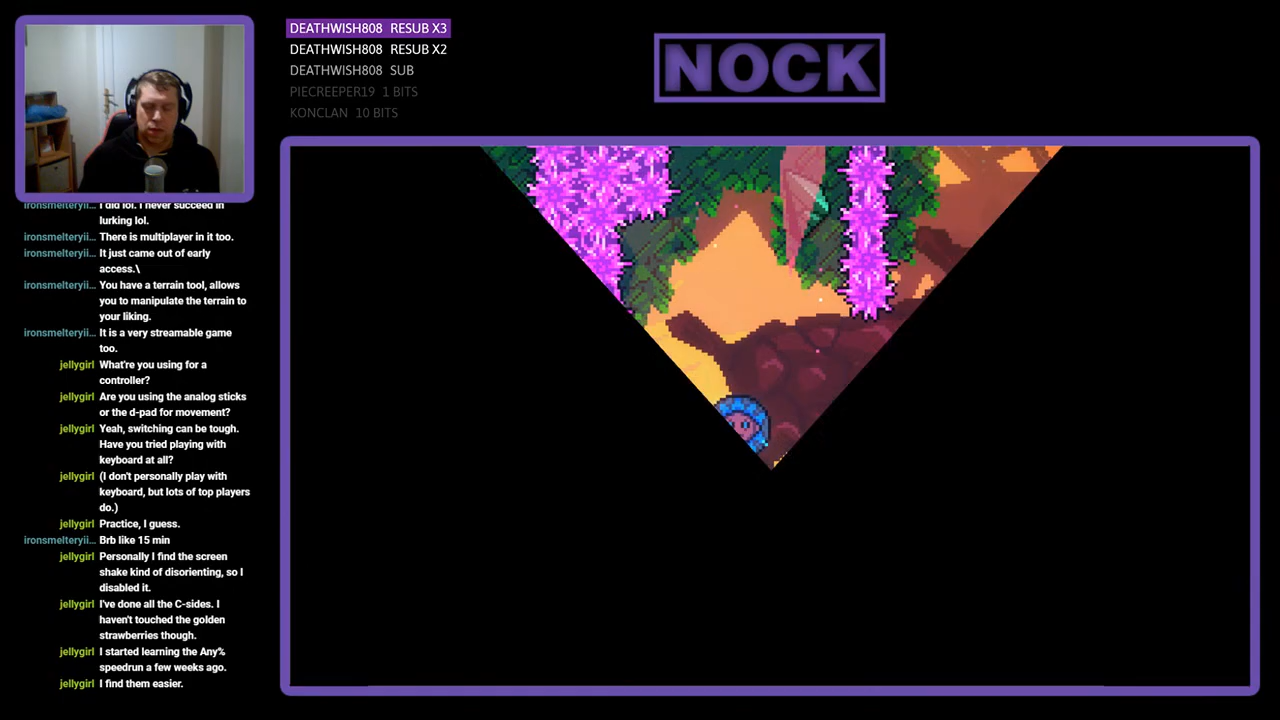 DEATHWISH808 RESUB X3
DEATHWISH808 RESUB X2
DEATHWISH808 SUB
PIECREEPER19 1 BITS
KONCLAN 10 BITS
NOCK
ironsmelteryii... I did lol. I never succeed in
lurking lol.
ironsmelteryii... There is multiplayer in it too.
ironsmelteryii... It just came out of early
access.\
ironsmelteryii... You have a terrain tool, allows
you to manipulate the terrain to
your liking.
ironsmelteryii... It is a very streamable game
too.
jellygirl What're you using for a
controller?
jellygirl Are you using the analog sticks
or the d-pad for movement?
jellygirl Yeah, switching can be tough.
Have you tried playing with
keyboard at all?
jellygirl (I don't personally play with
keyboard, but lots of top players
do.)
jellygirl Practice, I guess.
ironsmelteryii... Brb like 15 min
jellygirl Personally I find the screen
shake kind of disorienting, so I
disabled it.
jellygirl I've done all the C-sides. I
haven't touched the golden
strawberries though.
jellygirl I started learning the Any%
speedrun a few weeks ago.
jellygirl I find them easier.